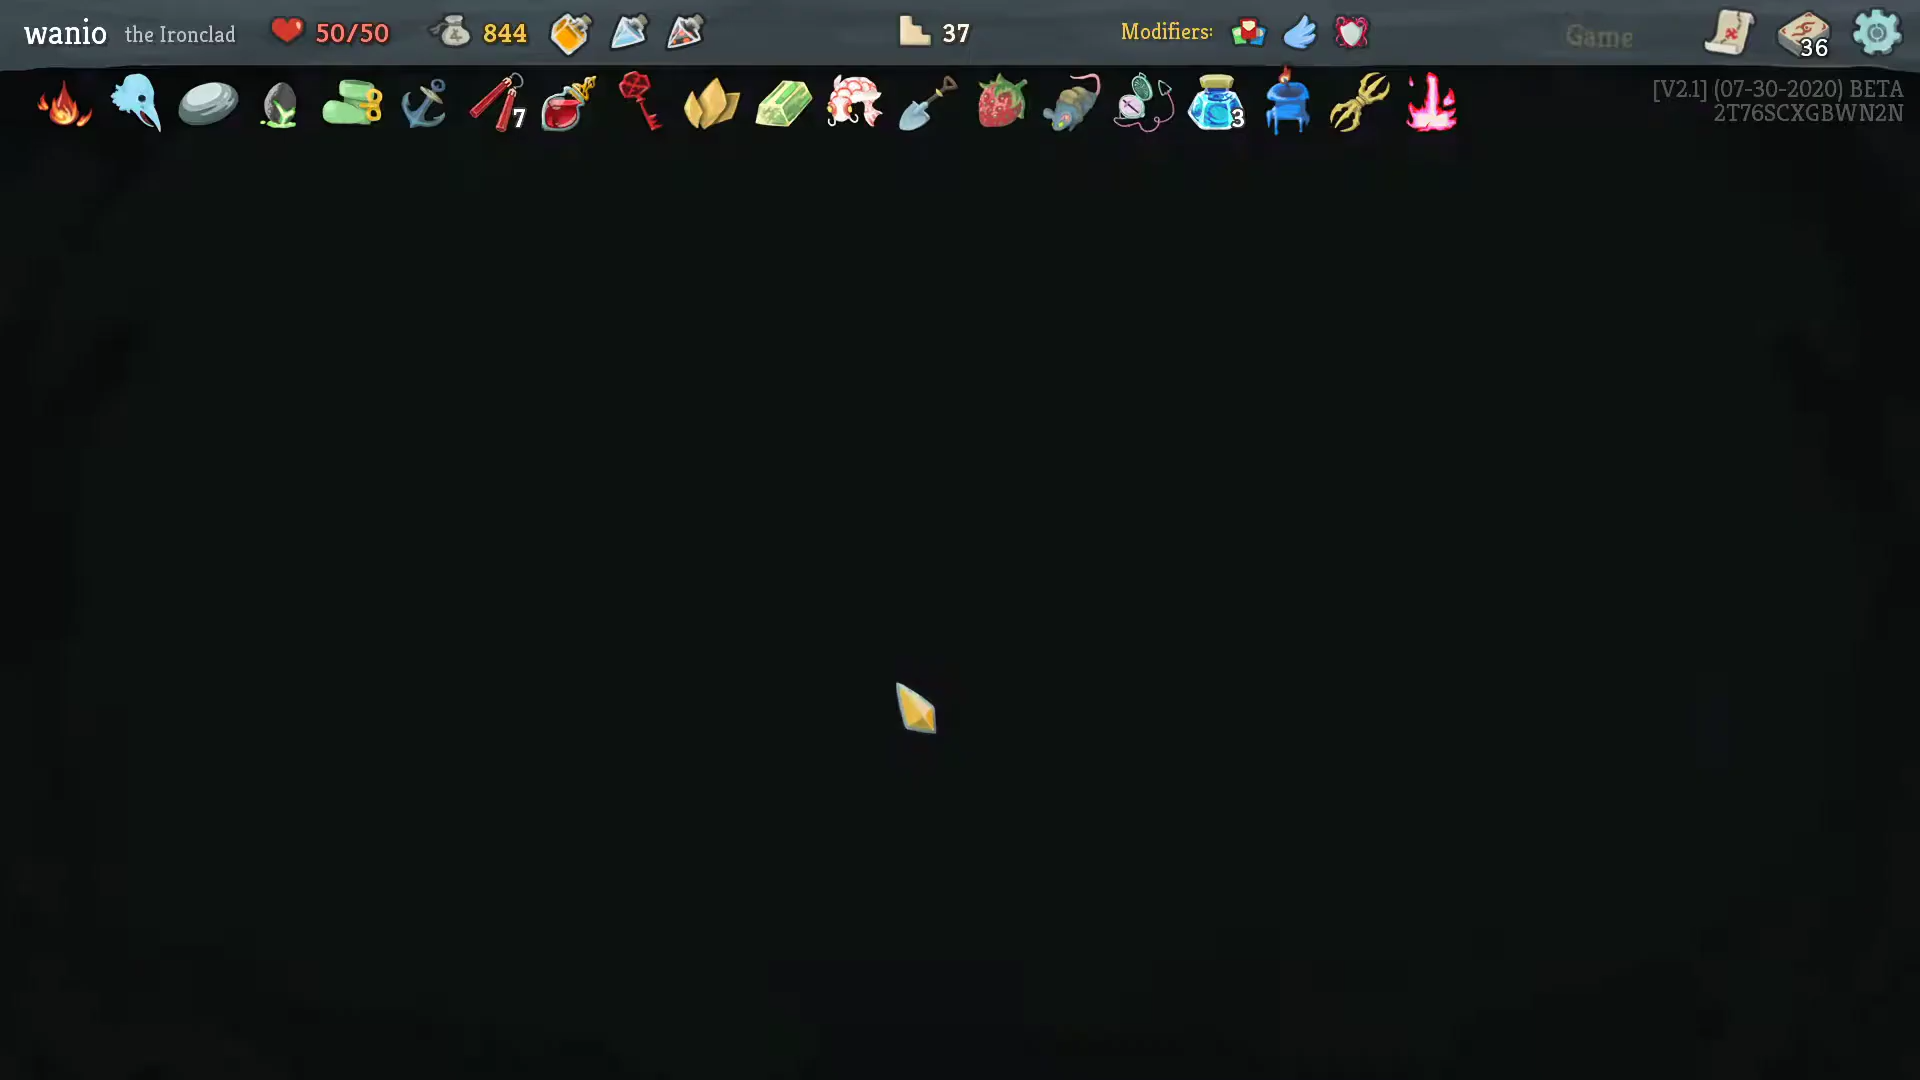 wanio the Ironclad 50/50 844 37 Modifiers: Game 36
7 3
[V2.1] (07-30-2020) BETA
2T76SCXGBWN2N